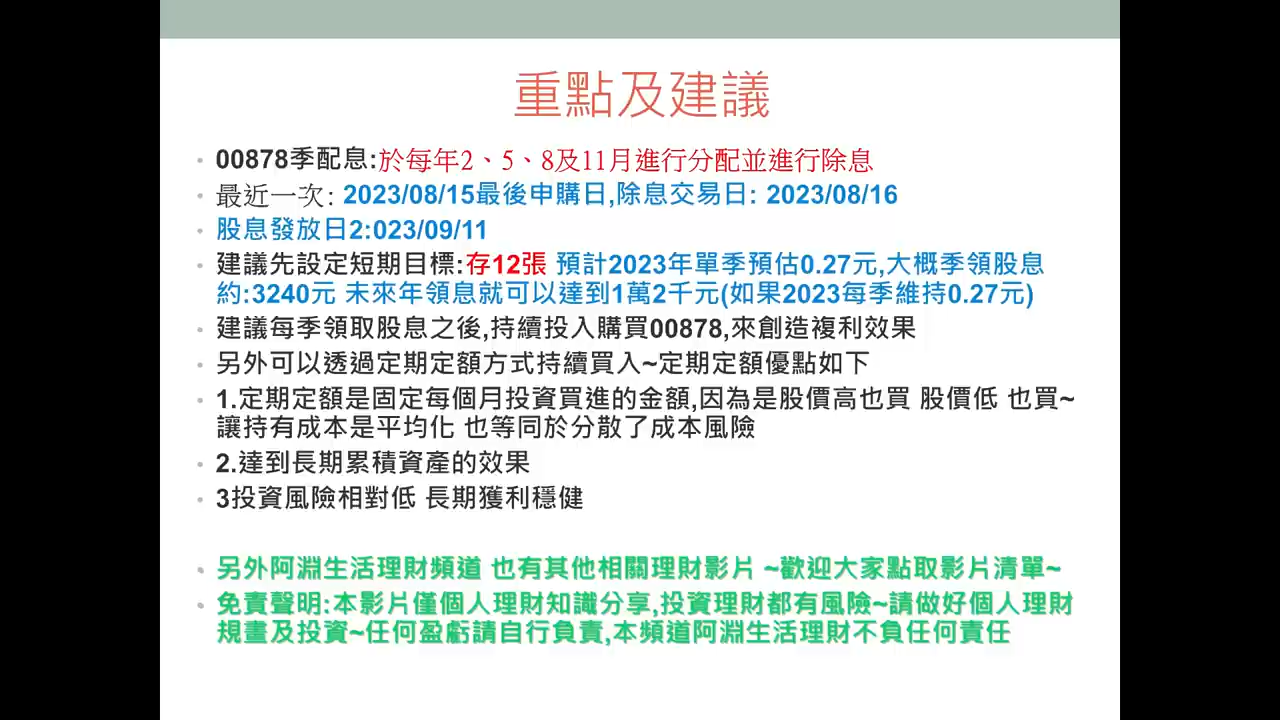 重點及建議
00878季配息:於每年2、5、8及11月進行分配並進行除息
最近一次: 2023/08/15最後申購日,除息交易日: 2023/08/16
股息發放日2:023/09/11
建議先設定短期目標:存12張 預計2023年單季預估0.27元,大概季領股息
約:3240元 未來年領息就可以達到1萬2千元(如果2023每季維持0.27元)
建議每季領取股息之後,持續投入購買00878,來創造複利效果
另外可以透過定期定額方式持續買入~定期定額優點如下
1.定期定額是固定每個月投資買進的金額,因為是股價高也買 股價低 也買~
讓持有成本是平均化 也等同於分散了成本風險
2.達到長期累積資產的效果
3投資風險相對低 長期獲利穩健
另外阿淵生活理財頻道 也有其他相關理財影片 ~歡迎大家點取影片清單~
免責聲明:本影片僅個人理財知識分享,投資理財都有風險~請做好個人理財
規畫及投資~任何盈虧請自行負責,本頻道阿淵生活理財不負任何責任